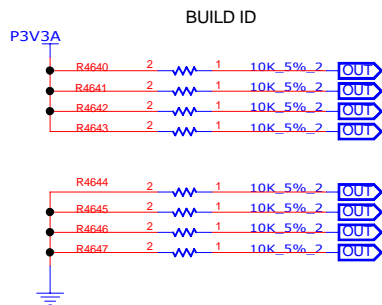 BUILD ID
P3V3A
R4640 2 1 10K_5%_2 OUT
R4641 2 1 10K_5%_2 OUT
R4642 2 1 10K_5%_2 OUT
R4643 2 1 10K_5%_2 OUT
R4644 2 1 10K_5%_2 OUT
R4645 2 1 10K_5%_2 OUT
R4646 2 1 10K_5%_2 OUT
R4647 2 1 10K_5%_2 OUT